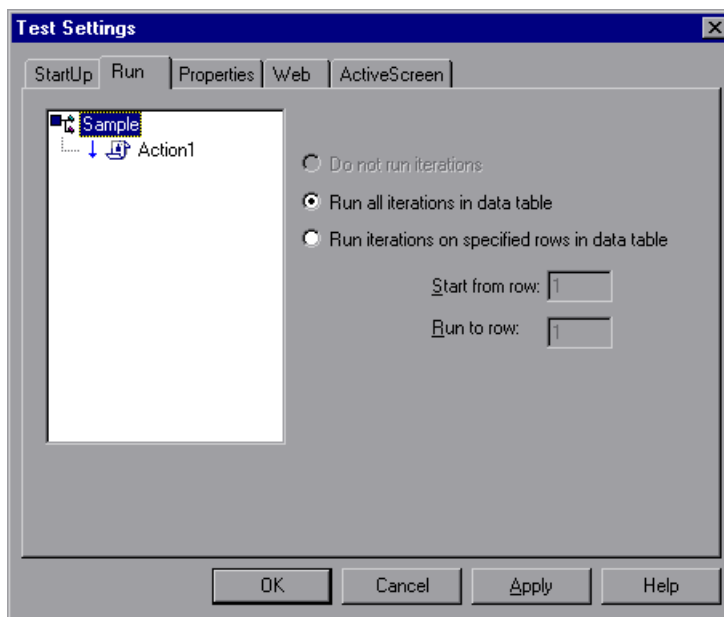 Test Settings
StartUp Run Properties Web ActiveScreen
Sample
Action1
Do not run iterations
Run all iterations in data table
Run iterations on specified rows in data table
Start from row: 1
Run to row: 1
OK Cancel Apply Help